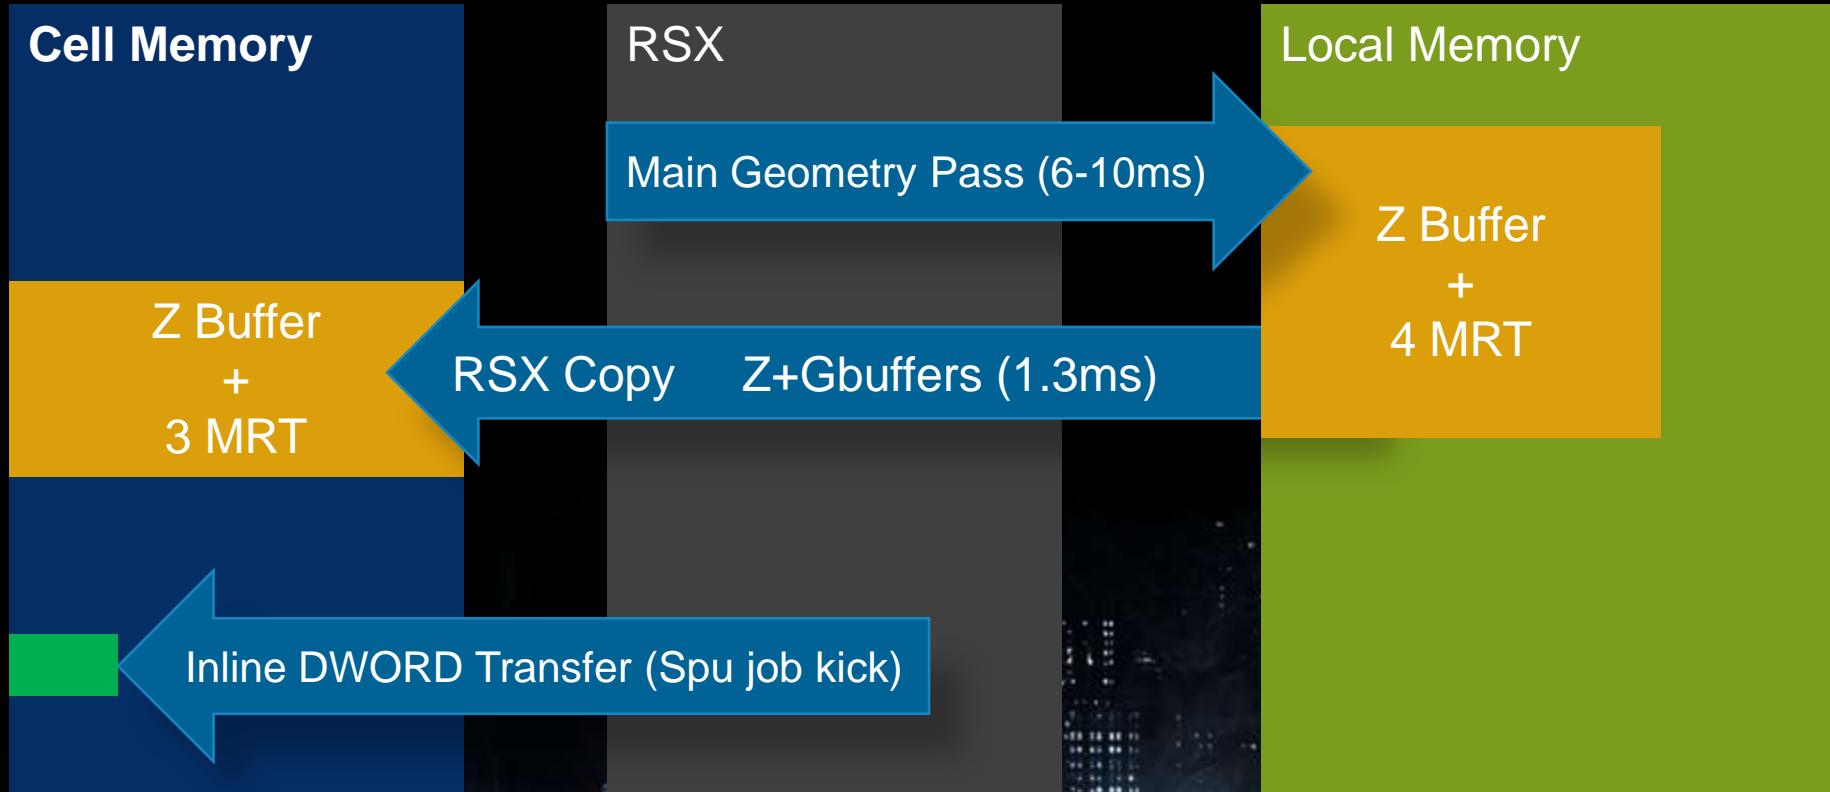 Cell Memory
RSX
Local Memory
Main Geometry Pass (6-10ms)
Z Buffer
+
4 MRT
Z Buffer
+
3 MRT
RSX Copy Z+Gbuffers (1.3ms)
Inline DWORD Transfer (Spu job kick)